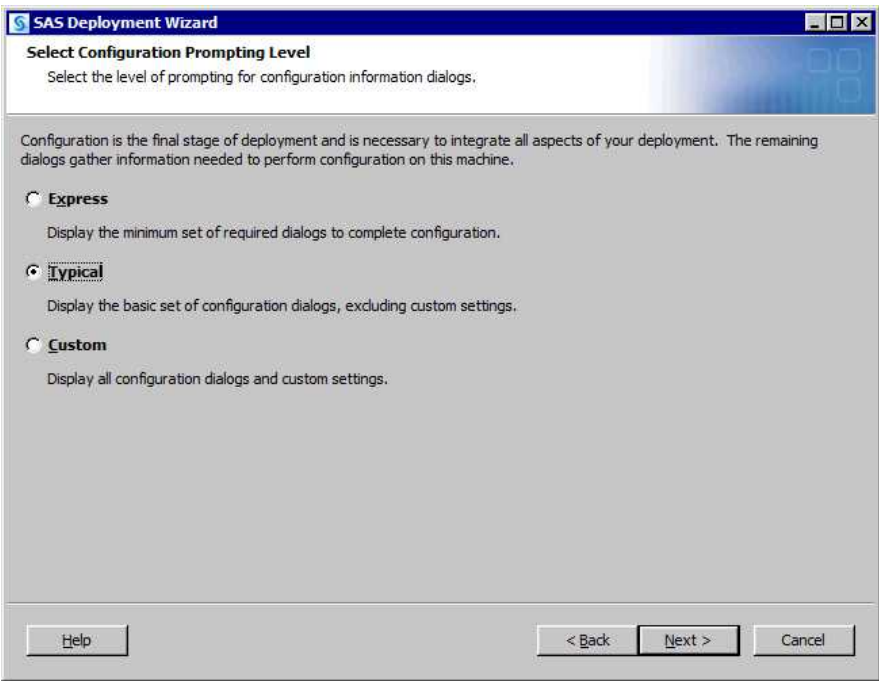 SAS Deployment Wizard
Select Configuration Prompting Level
Select the level of prompting for configuration information dialogs.
Configuration is the final stage of deployment and is necessary to integrate all aspects of your deployment. The remaining
dialogs gather information needed to perform configuration on this machine.
Express
Display the minimum set of required dialogs to complete configuration.
Typical
Display the basic set of configuration dialogs, excluding custom settings.
Custom
Display all configuration dialogs and custom settings.
Help
< Back
Next >
Cancel